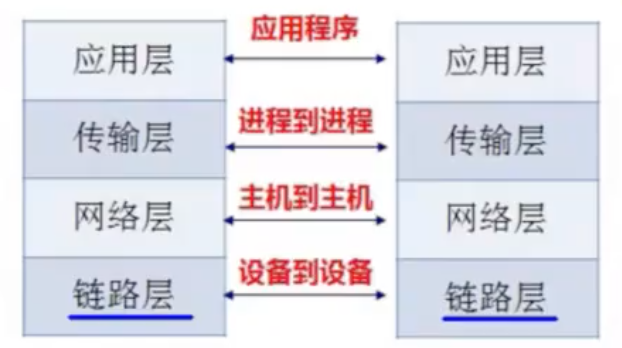 应用层 应用程序 应用层
传输层 进程到进程 传输层
网络层 主机到主机 网络层
链路层 设备到设备 链路层